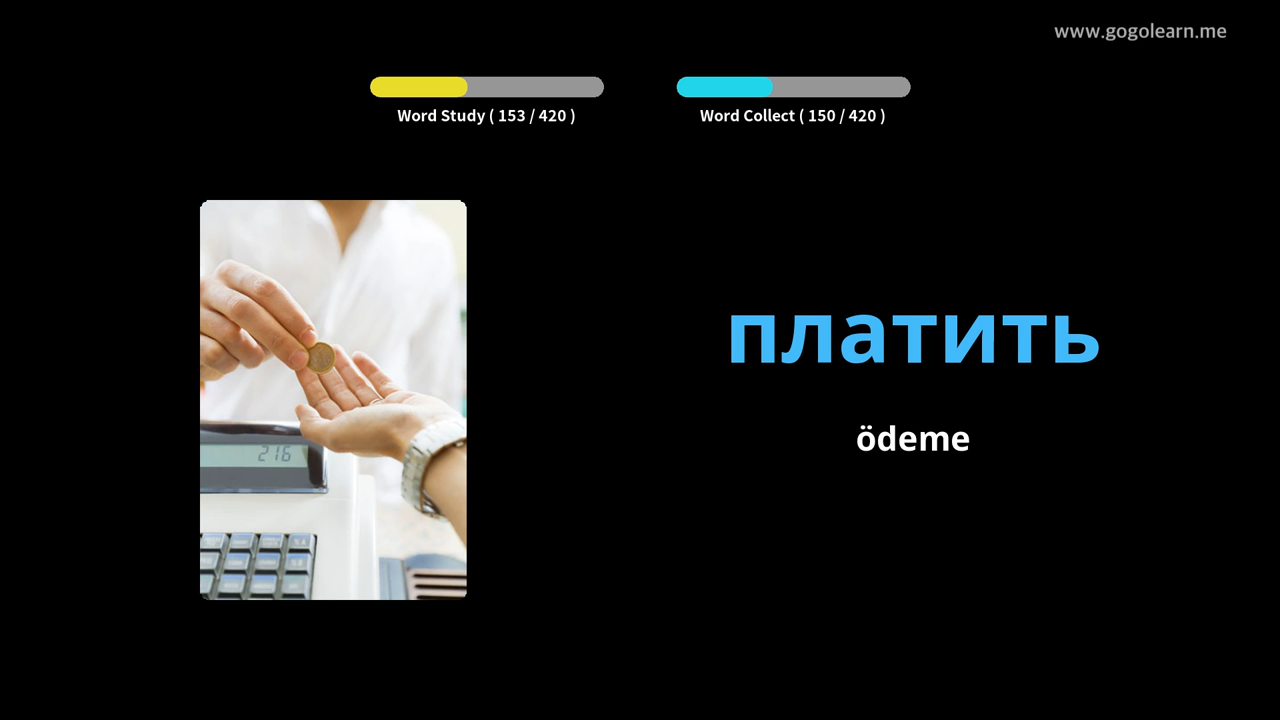 www.gogolearn.me
Word Study ( 153 / 420 )
Word Collect ( 150 / 420 )
платить
ödeme
216